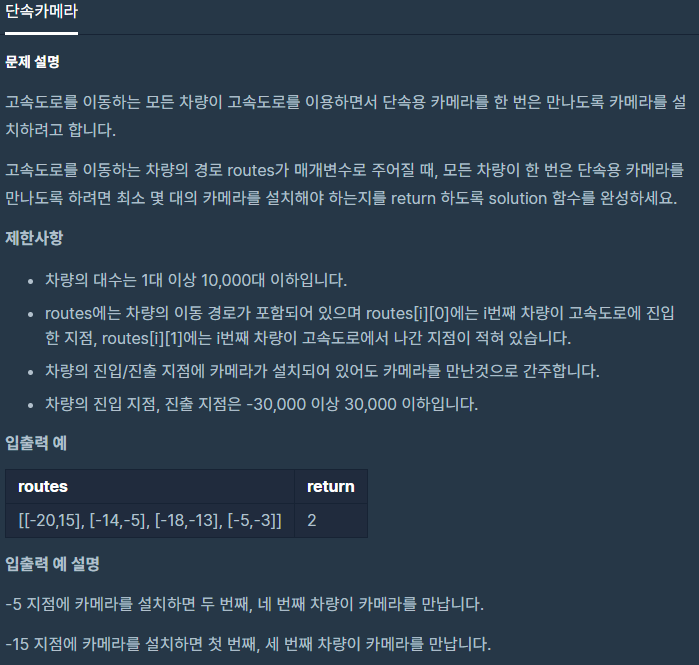 단속카메라
문제 설명
고속도로를 이동하는 모든 차량이 고속도로를 이용하면서 단속용 카메라를 한 번은 만나도록 카메라를 설
치하려고 합니다.
고속도로를 이동하는 차량의 경로 routes가 매개변수로 주어질 때, 모든 차량이 한 번은 단속용 카메라를
만나도록 하려면 최소 몇 대의 카메라를 설치해야 하는지를 return 하도록 solution 함수를 완성하세요.
제한사항
• 차량의 대수는 1대 이상 10,000대 이하입니다.
• routes에는 차량의 이동 경로가 포함되어 있으며 routes[i][0]에는 i번째 차량이 고속도로에 진입
한 지점, routes[i][1]에는 i번째 차량이 고속도로에서 나간 지점이 적혀 있습니다.
• 차량의 진입/진출 지점에 카메라가 설치되어 있어도 카메라를 만난것으로 간주합니다.
• 차량의 진입 지점, 진출 지점은 -30,000 이상 30,000 이하입니다.
입출력 예
routes return
[[-20,15], [-14,-5], [-18,-13], [-5,-3]] 2
입출력 예 설명
-5 지점에 카메라를 설치하면 두 번째, 네 번째 차량이 카메라를 만납니다.
-15 지점에 카메라를 설치하면 첫 번째, 세 번째 차량이 카메라를 만납니다.